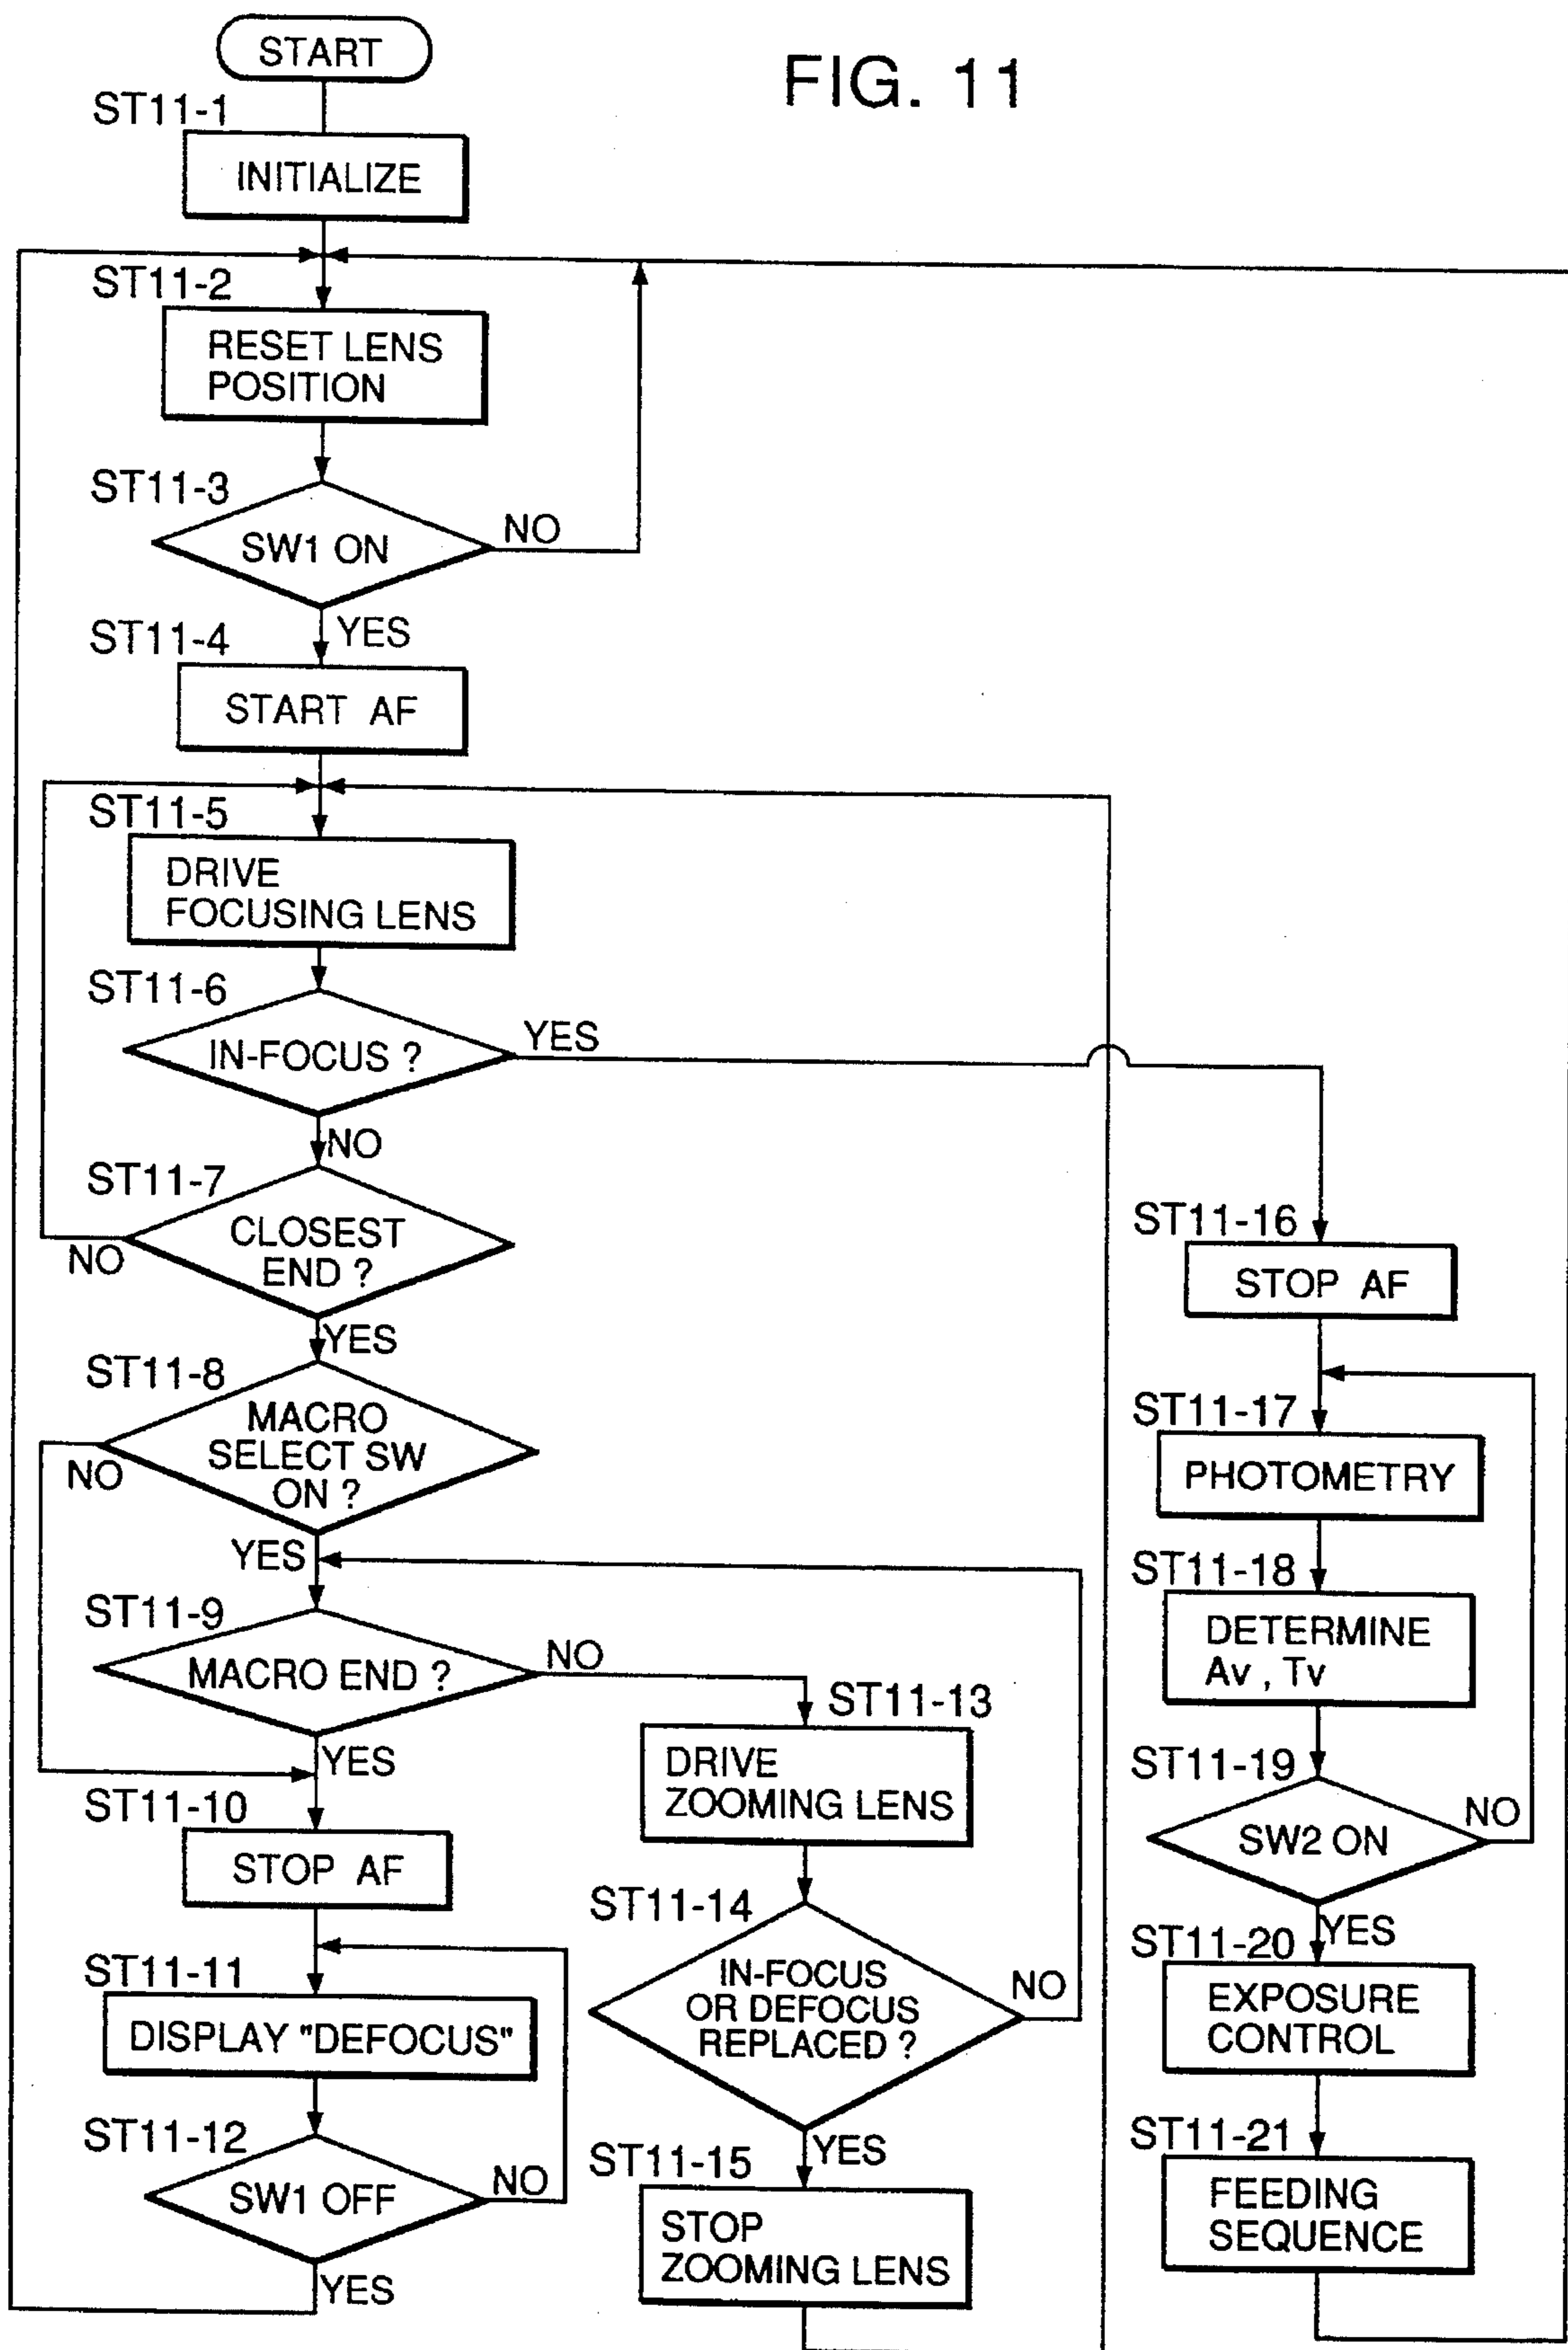 FIG. 11
START
ST11-1
INITIALIZE
ST11-2
RESET LENS
POSITION
ST11-3
SW1 ON
NO
YES
ST11-4
START AF
ST11-5
DRIVE
FOCUSING LENS
ST11-6
IN-FOCUS ?
YES
NO
ST11-7
CLOSEST
END ?
NO
YES
ST11-8
MACRO
SELECT SW
ON ?
NO
YES
ST11-9
MACRO END ?
NO
YES
ST11-10
STOP AF
ST11-11
DISPLAY "DEFOCUS"
ST11-12
SW1 OFF
NO
YES
ST11-13
DRIVE
ZOOMING LENS
ST11-14
IN-FOCUS
OR DEFOCUS
REPLACED ?
NO
YES
ST11-15
STOP
ZOOMING LENS
ST11-16
STOP AF
ST11-17
PHOTOMETRY
ST11-18
DETERMINE
Av , Tv
ST11-19
SW2 ON
NO
YES
ST11-20
EXPOSURE
CONTROL
ST11-21
FEEDING
SEQUENCE